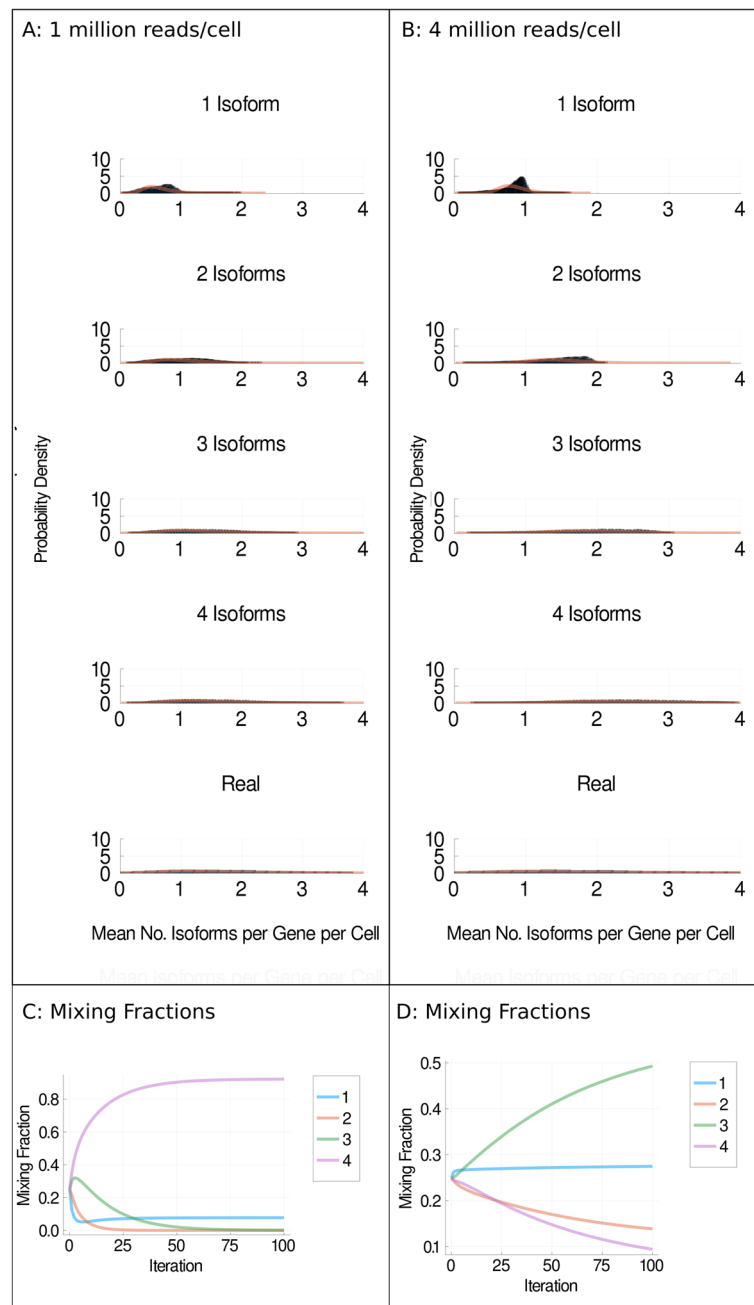 A: 1 million reads/cell
1 Isoform
10
5
0
0 1 2 3 4
2 Isoforms
10
5
0
0 1 2 3 4
3 Isoforms
10
5
0
0 1 2 3 4
4 Isoforms
10
5
0
0 1 2 3 4
Real
10
5
0
0 1 2 3 4
Probability Density
Mean No. Isoforms per Gene per Cell
Mean Isoforms per Gene per Cell
B: 4 million reads/cell
1 Isoform
10
5
0
0 1 2 3 4
2 Isoforms
10
5
0
0 1 2 3 4
3 Isoforms
0
5
0
0 1 2 3 4
4 Isoforms
10
5
0
0 1 2 3 4
Real
10
5
0
0 1 2 3 4
Probability Density
Mean No. Isoforms per Gene per Cell
Mean Isoforms per Gene per Cell
C: Mixing Fractions
Mixing Fraction
0.8
0.6
0.4
0.2
0.0
0 25 50 75 100
Iteration
1
2
3
4
D: Mixing Fractions
Mixing Fraction
0.5
0.4
0.3
0.2
0.1
0 25 50 75 100
Iteration
1
2
3
4